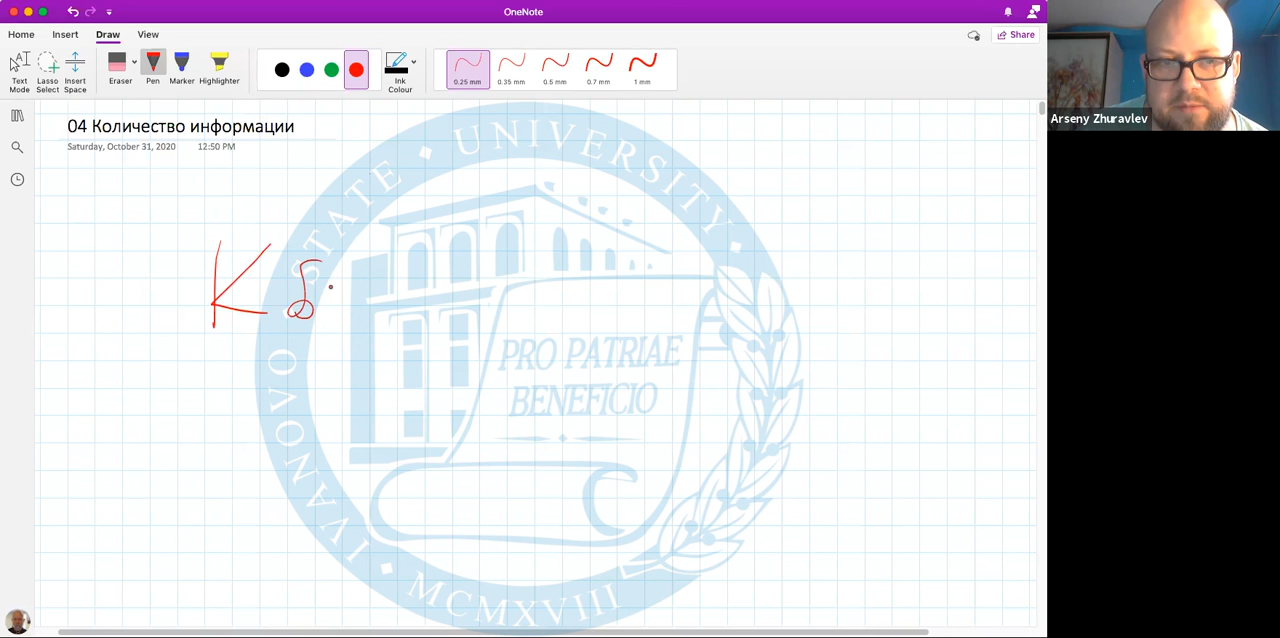 OneNote
Home Insert Draw View
Share
Text Mode
Lasso Select
Insert Space
Eraser
Pen
Marker
Highlighter
Ink Colour
0.25 mm
0.35 mm
0.5 mm
0.7 mm
1 mm
Arseny Zhuravlev
04 Количество информации
Saturday, October 31, 2020 12:50 PM
К б
IVANOVO STATE UNIVERSITY
PRO PATRIAE
BENEFICIO
MCMXVIII